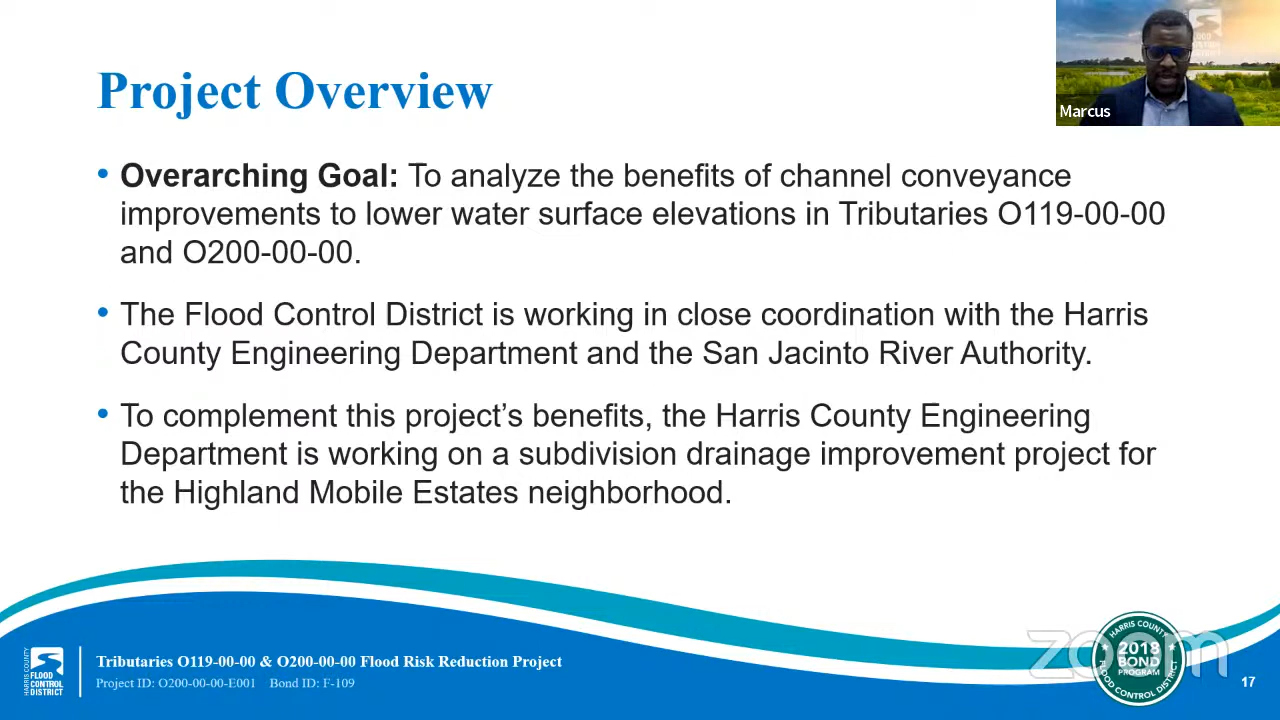 Project Overview
Marcus
• Overarching Goal: To analyze the benefits of channel conveyance
improvements to lower water surface elevations in Tributaries O119-00-00
and O200-00-00.
• The Flood Control District is working in close coordination with the Harris
County Engineering Department and the San Jacinto River Authority.
• To complement this project’s benefits, the Harris County Engineering
Department is working on a subdivision drainage improvement project for
the Highland Mobile Estates neighborhood.
HARRIS COUNTY
FLOOD
CONTROL
DISTRICT
Tributaries O119-00-00 & O200-00-00 Flood Risk Reduction Project
Project ID: O200-00-00-E001 Bond ID: F-109
zoom
HARRIS COUNTY
2018
BOND
PROGRAM
FLOOD CONTROL DISTRICT
17